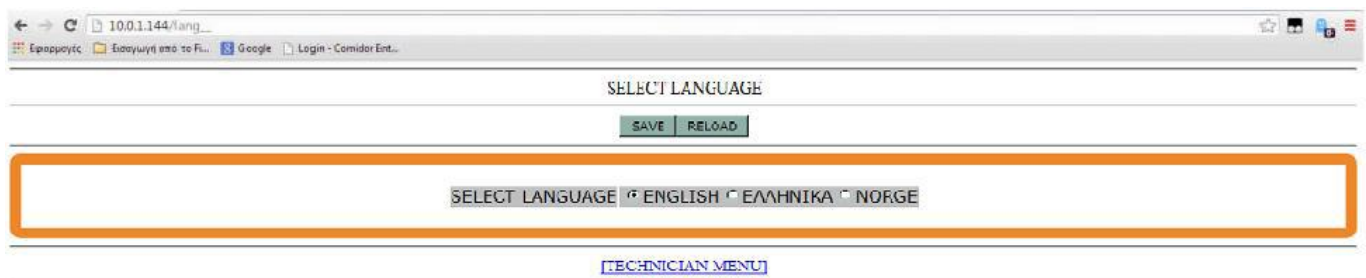 10.0.1.144/lang__
Εφαρμογές Εισαγωγή από το Fi... Google Login - Comidor Ent...
SELECT LANGUAGE
SAVE RELOAD
SELECT LANGUAGE ENGLISH ΕΛΛΗΝΙΚΑ NORGE
[TECHNICIAN MENU]